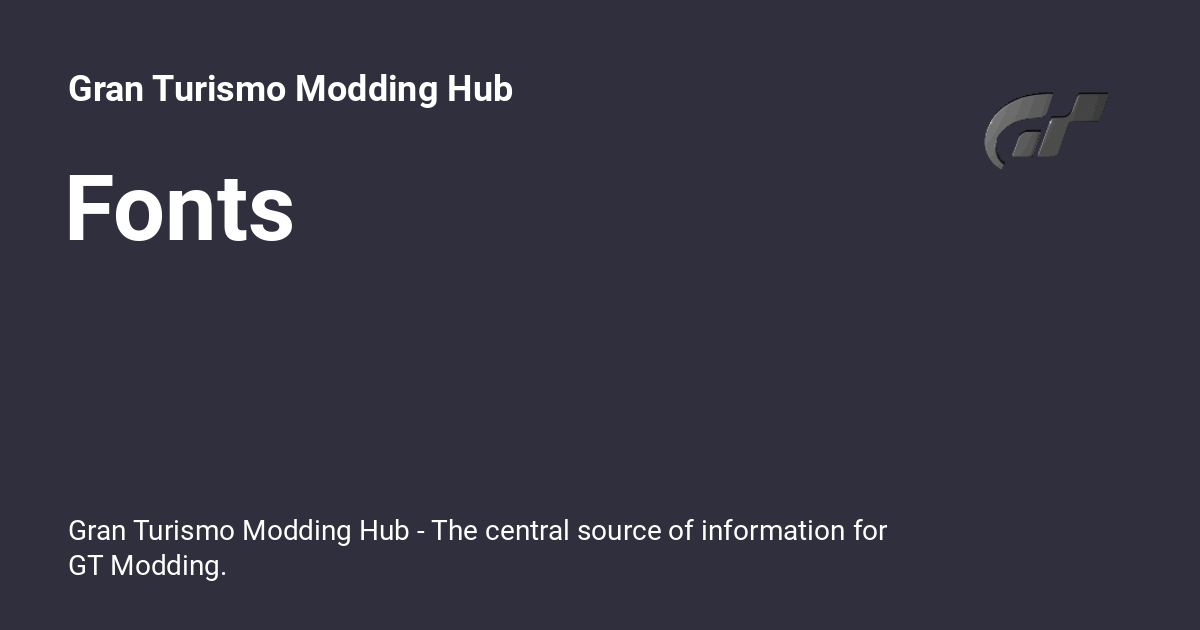 Gran Turismo Modding Hub
Fonts
Gran Turismo Modding Hub - The central source of information for
GT Modding.